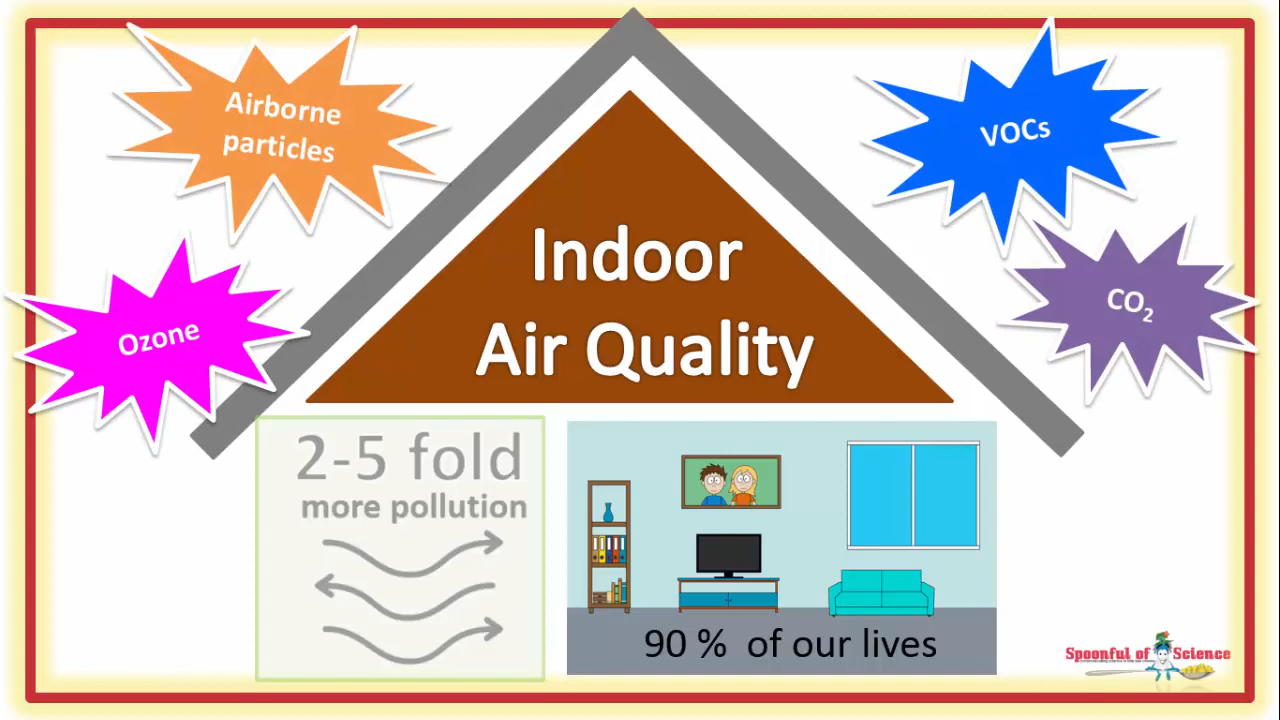 Airborne
particles
VOCs
Ozone
CO₂
Indoor
Air Quality
2-5 fold
more pollution
90 % of our lives
Spoonful of Science